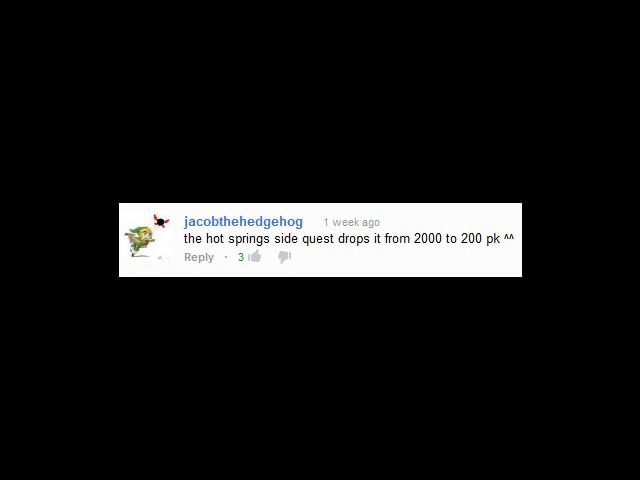 jacobthehedgehog 1 week ago
the hot springs side quest drops it from 2000 to 200 pk ^^
Reply · 3